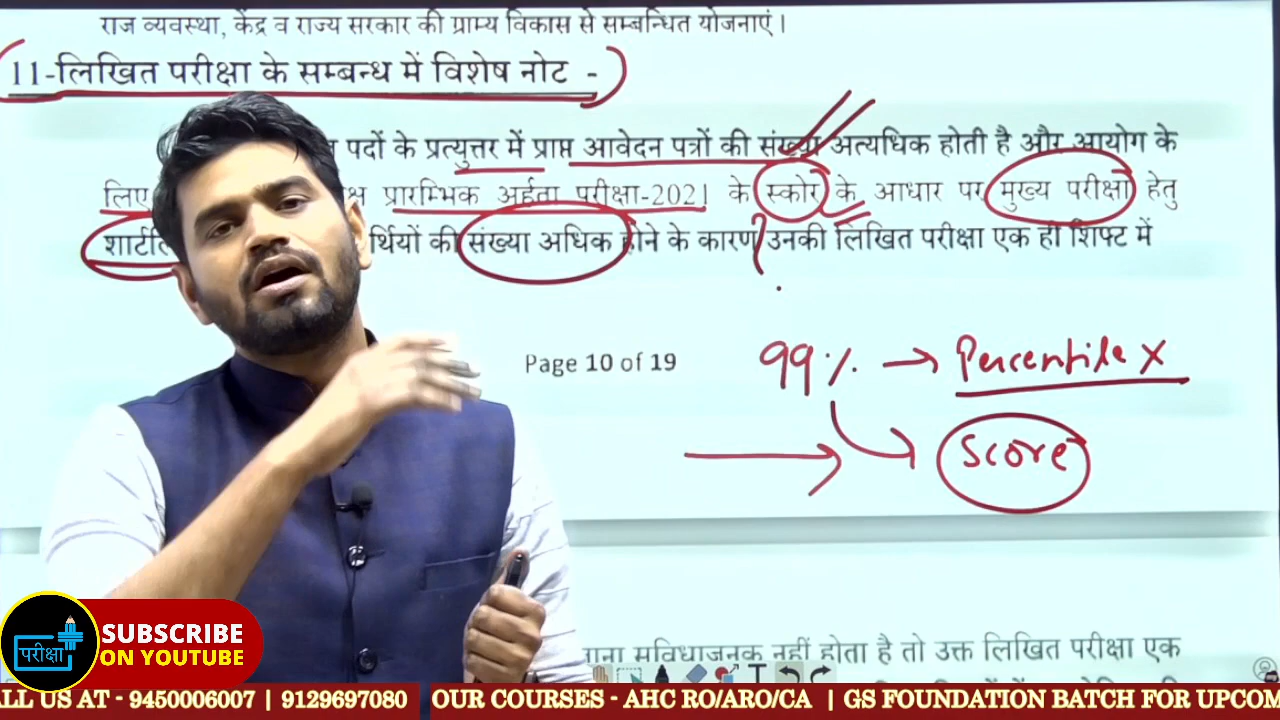 राज व्यवस्था, केंद्र व राज्य सरकार की ग्राम्य विकास से सम्बन्धित योजनाएं।
11-लिखित परीक्षा के सम्बन्ध में विशेष नोट -
पदों के प्रत्युत्तर में प्राप्त आवेदन पत्रों की संख्या अत्यधिक होती है और आयोग के
लिए प्रारम्भिक अर्हता परीक्षा-2021 के स्कोर के आधार पर मुख्य परीक्षा हेतु
की संख्या अधिक होने के कारण उनकी लिखित परीक्षा एक ही शिफ्ट में
Page 10 of 19
99% → Percentile X
Score
नहीं होता है तो उक्त लिखित परीक्षा एक
परीक्षा
SUBSCRIBE
ON YOUTUBE
ALL US AT - 9450006007 | 9129697080 OUR COURSES - AHC RO/ARO/CA | GS FOUNDATION BATCH FOR UPCOM